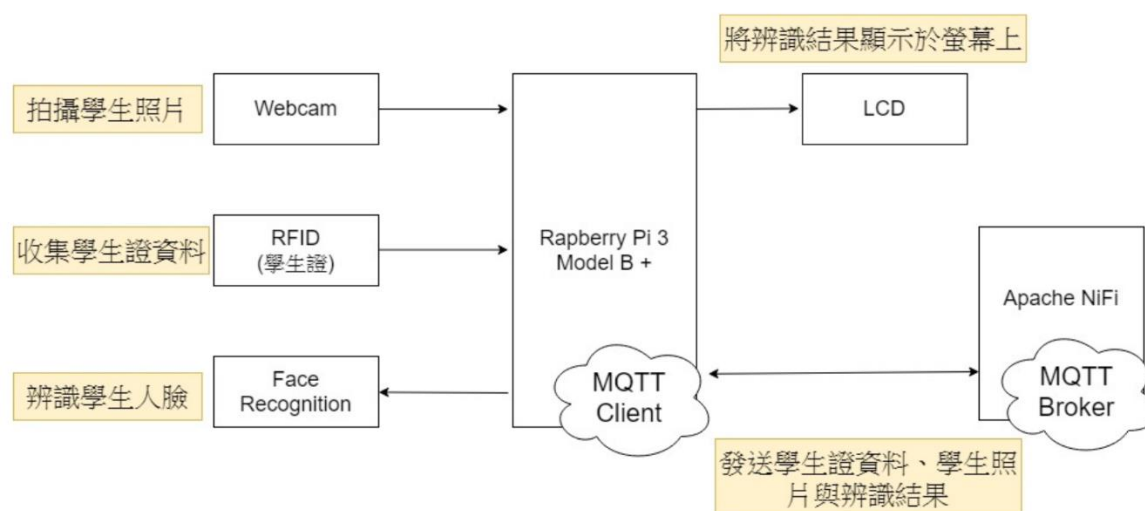 將辨識結果顯示於螢幕上
拍攝學生照片
Webcam
LCD
收集學生證資料
RFID
(學生證)
Rapberry Pi 3
Model B +
Apache NiFi
辨識學生人臉
Face
Recognition
MQTT
Client
MQTT
Broker
發送學生證資料、學生照
片與辨識結果